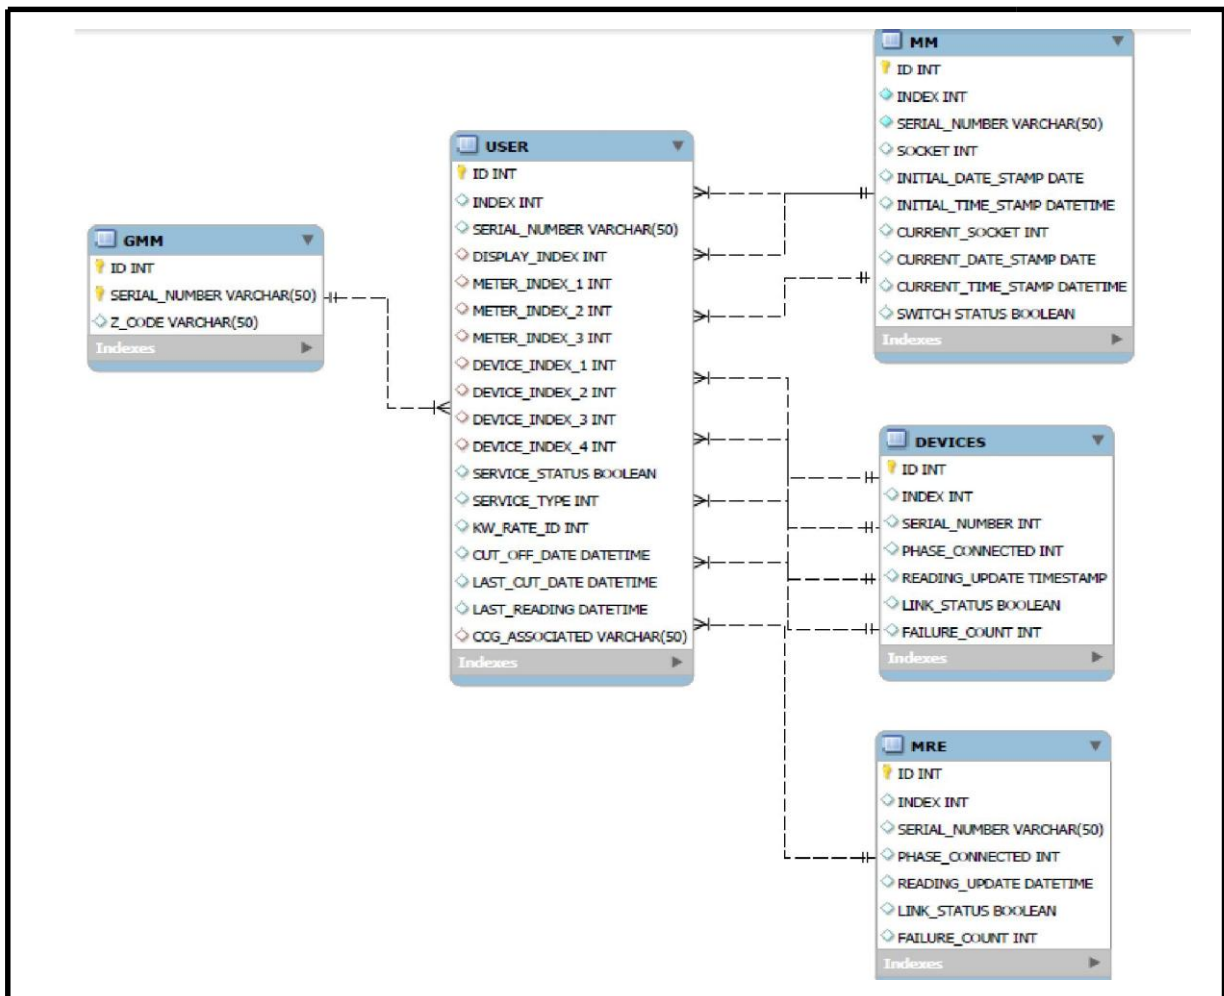 GMM
ID INT
SERIAL_NUMBER VARCHAR(50)
Z_CODE VARCHAR(50)
Indexes
USER
ID INT
INDEX INT
SERIAL_NUMBER VARCHAR(50)
DISPLAY_INDEX INT
METER_INDEX_1 INT
METER_INDEX_2 INT
METER_INDEX_3 INT
DEVICE_INDEX_1 INT
DEVICE_INDEX_2 INT
DEVICE_INDEX_3 INT
DEVICE_INDEX_4 INT
SERVICE_STATUS BOOLEAN
SERVICE_TYPE INT
KW_RATE_ID INT
CUT_OFF_DATE DATETIME
LAST_CUT_DATE DATETIME
LAST_READING DATETIME
CCG_ASSOCIATED VARCHAR(50)
Indexes
MM
ID INT
INDEX INT
SERIAL_NUMBER VARCHAR(50)
SOCKET INT
INITIAL_DATE_STAMP DATE
INITIAL_TIME_STAMP DATETIME
CURRENT_SOCKET INT
CURRENT_DATE_STAMP DATE
CURRENT_TIME_STAMP DATETIME
SWITCH STATUS BOOLEAN
Indexes
DEVICES
ID INT
INDEX INT
SERIAL_NUMBER INT
PHASE_CONNECTED INT
READING_UPDATE TIMESTAMP
LINK_STATUS BOOLEAN
FAILURE_COUNT INT
Indexes
MRE
ID INT
INDEX INT
SERIAL_NUMBER VARCHAR(50)
PHASE_CONNECTED INT
READING_UPDATE DATETIME
LINK_STATUS BOOLEAN
FAILURE_COUNT INT
Indexes